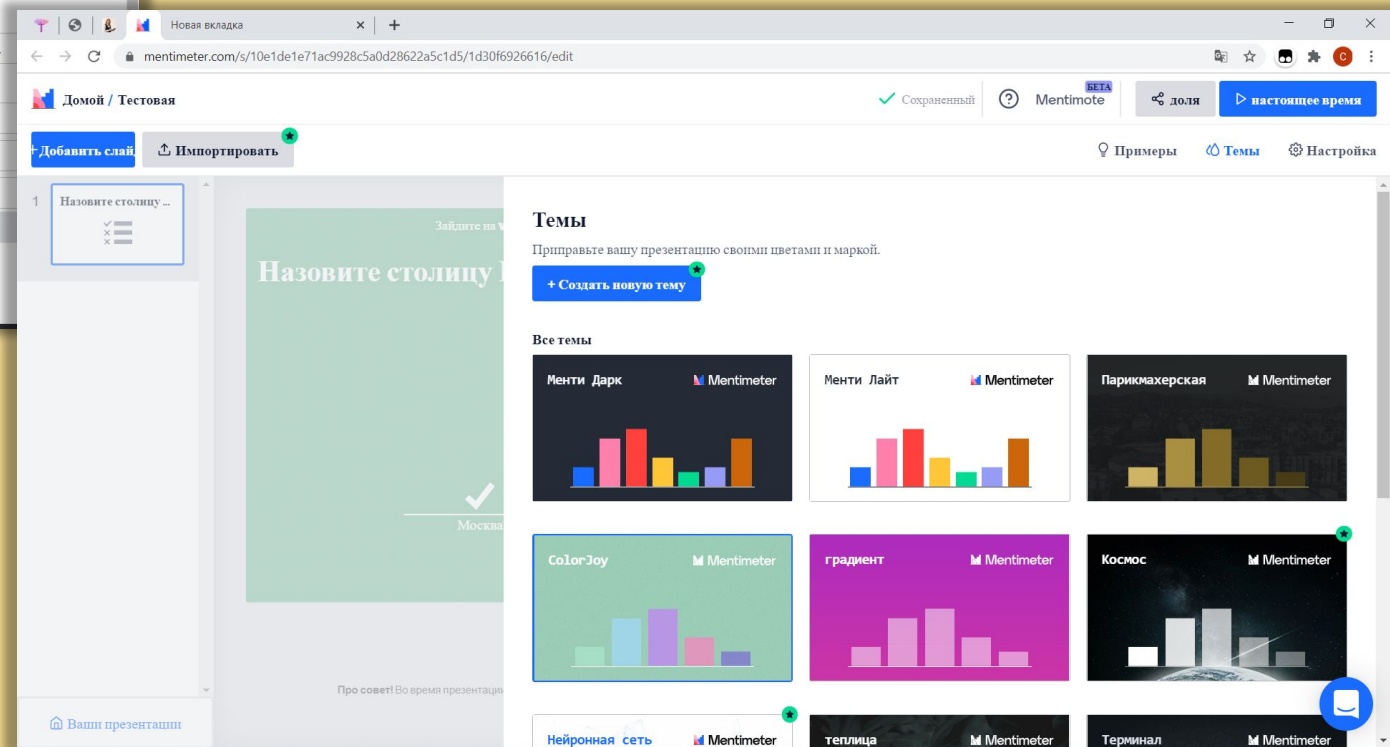 Новая вкладка
mentimeter.com/s/10e1de1e71ac9928c5a0d28622a5c1d5/1d30f6926616/edit
C
Домой / Тестовая
Сохраненный
Mentimote
БЕТА
доля
настоящее время
+Добавить слай
Импортировать
Примеры
Темы
Настройка
1
Назовите столицу ...
Зайдите на
Назовите столицу
Москва
Про совет! Во время презентации
Ваши презентации
Темы
Приправьте вашу презентацию своими цветами и маркой.
+ Создать новую тему
Все темы
Менти Дарк
Mentimeter
Менти Лайт
Mentimeter
Парикмахерская
Mentimeter
ColorJoy
Mentimeter
градиент
Mentimeter
Космос
Mentimeter
Нейронная сеть
Mentimeter
теплица
Mentimeter
Терминал
Mentimeter